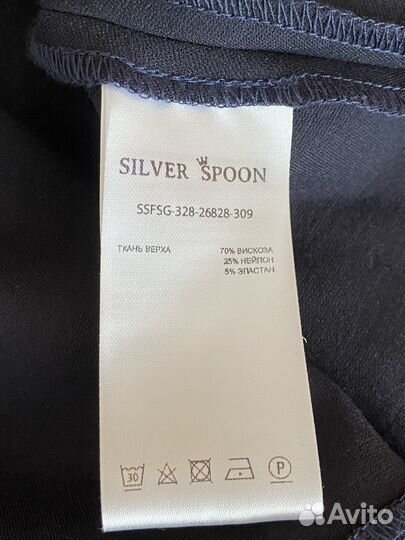 SILVER SPOON
SSFSG-328-26828-309
ТКАНЬ ВЕРХА 70% ВИСКОЗА
25% НЕЙЛОН
5% ЭЛАСТАН
30 P
Avito